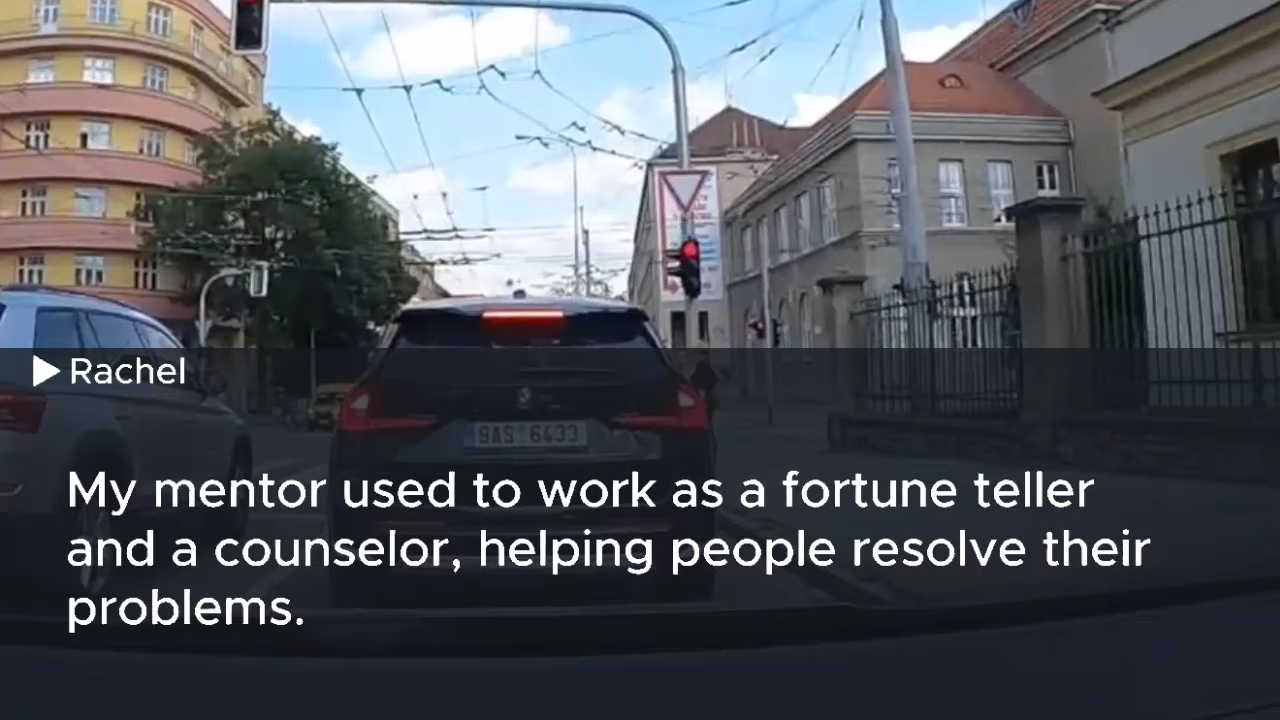 ▶ Rachel
9AS 6433
My mentor used to work as a fortune teller
and a counselor, helping people resolve their
problems.